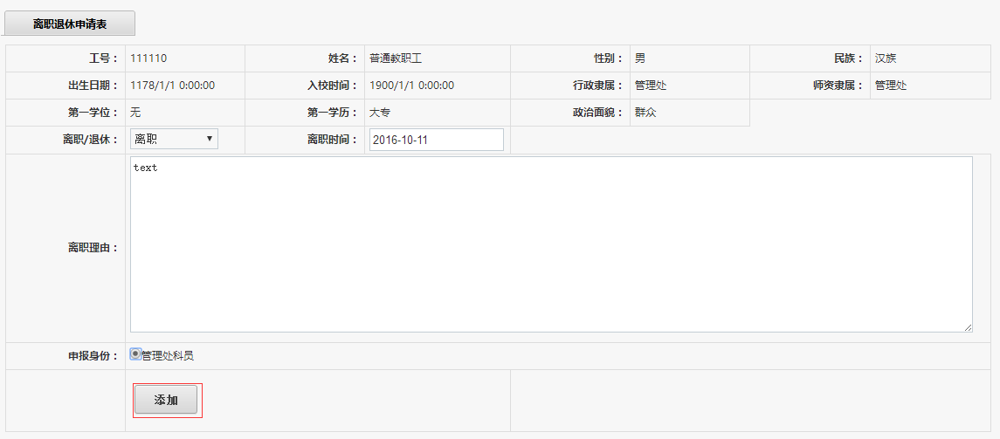 离职退休申请表
工号： 111110 姓名： 普通教职工 性别： 男 民族： 汉族
出生日期： 1178/1/1 0:00:00 入校时间： 1900/1/1 0:00:00 行政隶属： 管理处 师资隶属： 管理处
第一学位： 无 第一学历： 大专 政治面貌： 群众
离职/退休： 离职 离职时间： 2016-10-11
离职理由： text
申报身份： 管理处科员
添加